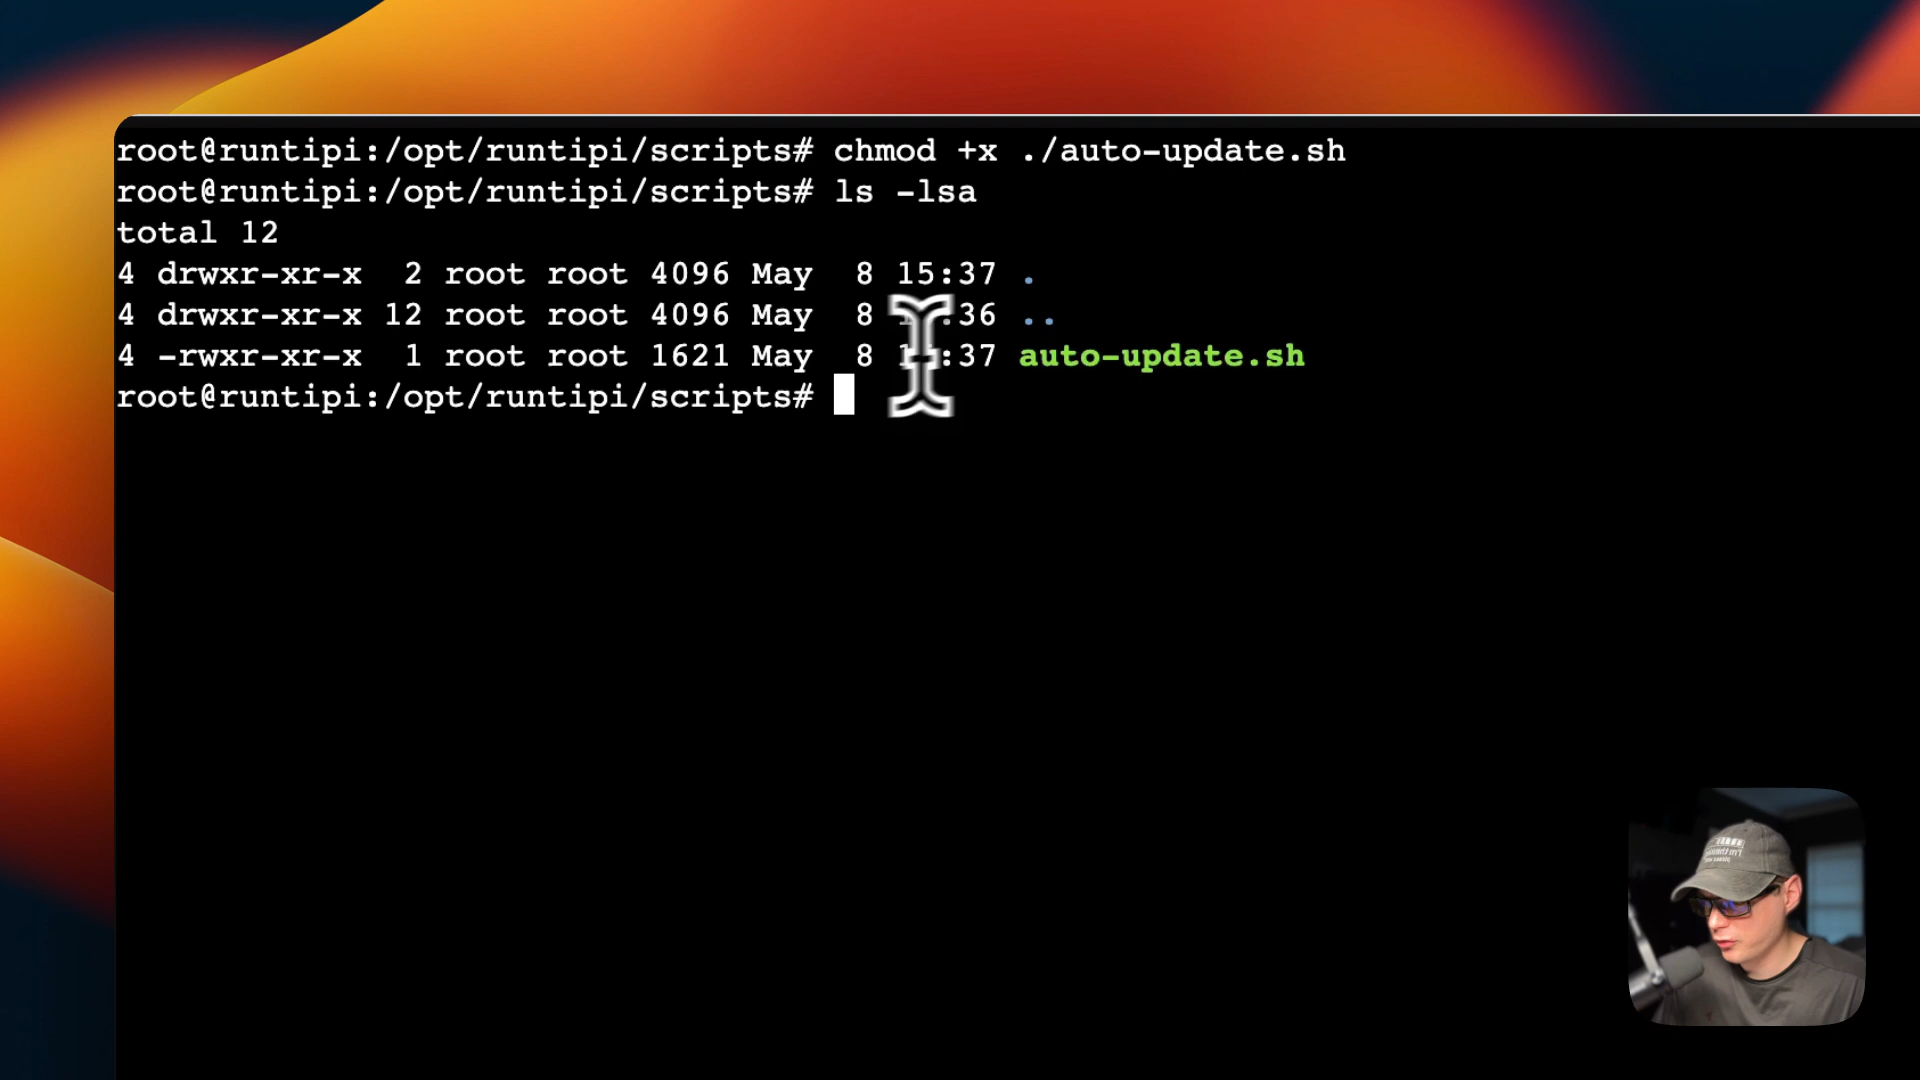 root@runtipi:/opt/runtipi/scripts# chmod +x ./auto-update.sh
root@runtipi:/opt/runtipi/scripts# ls -lsa
total 12
4 drwxr-xr-x  2 root root 4096 May  8 15:37 .
4 drwxr-xr-x 12 root root 4096 May  8 :36 ..
4 -rwxr-xr-x  1 root root 1621 May  8 :37 auto-update.sh
root@runtipi:/opt/runtipi/scripts#